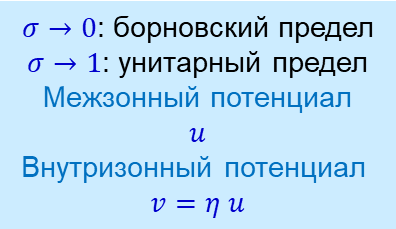 σ → 0: борновский предел
σ → 1: унитарный предел
Межзонный потенциал
u
Внутризонный потенциал
v = η u